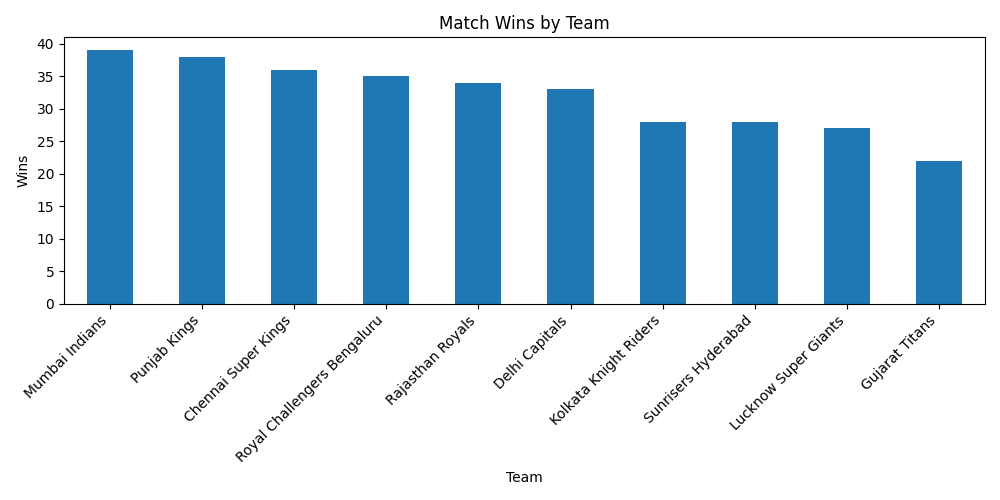 Match Wins by Team
Wins
40
35
30
25
20
15
10
5
0
Mumbai Indians
Punjab Kings
Chennai Super Kings
Royal Challengers Bengaluru
Rajasthan Royals
Delhi Capitals
Kolkata Knight Riders
Sunrisers Hyderabad
Lucknow Super Giants
Gujarat Titans
Team